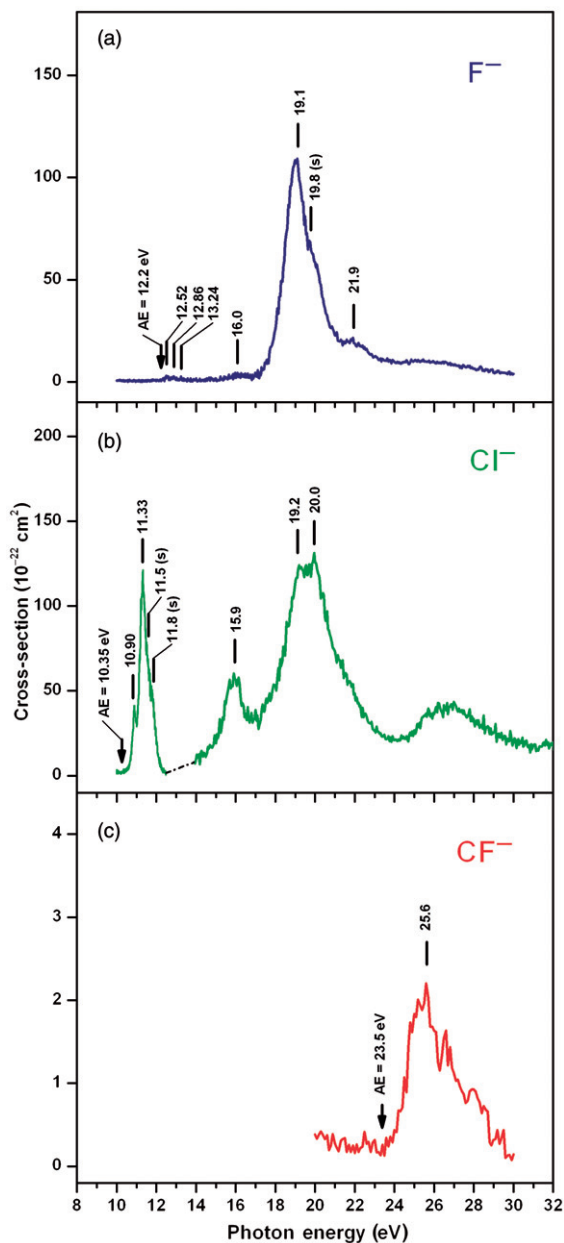 (a)
F⁻
150
100
50
0
AE = 12.2 eV
12.52
12.86
13.24
16.0
19.1
19.8 (s)
21.9
(b)
Cl⁻
200
150
100
50
0
AE = 10.35 eV
10.90
11.33
11.5 (s)
11.8 (s)
15.9
19.2
20.0
Cross-section (10⁻²² cm²)
(c)
CF⁻
4
3
2
1
0
AE = 23.5 eV
25.6
8 10 12 14 16 18 20 22 24 26 28 30 32
Photon energy (eV)